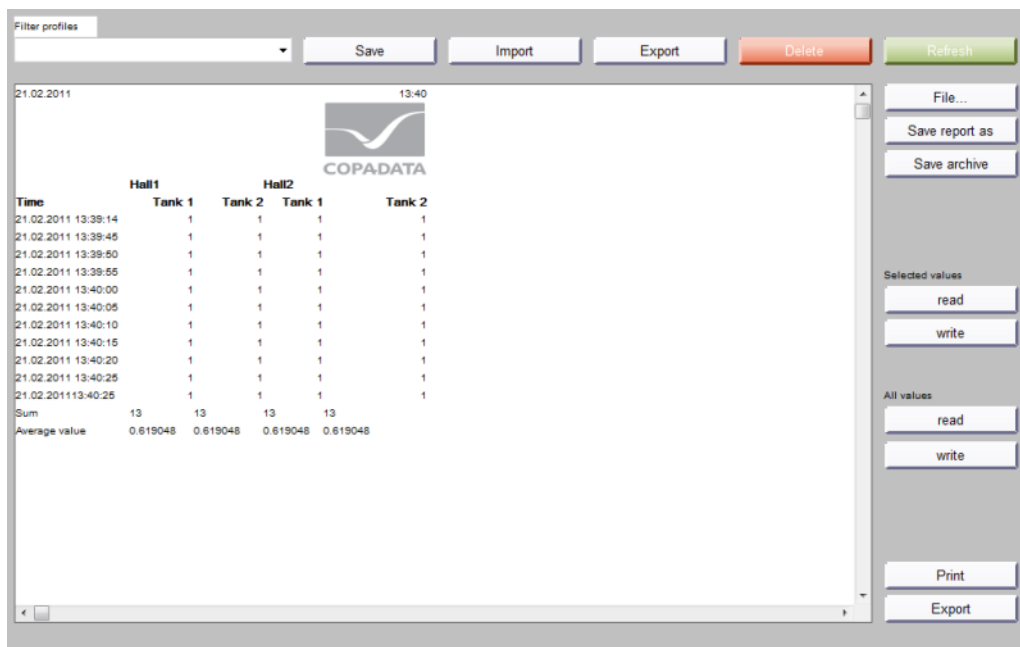 Filter profiles
Save Import Export Delete Refresh
21.02.2011 13:40
File...
Save report as
COPADATA
Save archive
Hall1 Hall2
Time Tank 1 Tank 2 Tank 1 Tank 2
21.02.2011 13:39:14 1 1 1 1
21.02.2011 13:39:45 1 1 1 1
21.02.2011 13:39:50 1 1 1 1
21.02.2011 13:39:55 1 1 1 1
21.02.2011 13:40:00 1 1 1 1
21.02.2011 13:40:05 1 1 1 1
21.02.2011 13:40:10 1 1 1 1
21.02.2011 13:40:15 1 1 1 1
21.02.2011 13:40:20 1 1 1 1
21.02.2011 13:40:25 1 1 1 1
21.02.201113:40:25 1 1 1 1
Sum 13 13 13 13
Average value 0.619048 0.619048 0.619048 0.619048
Selected values
read
write
All values
read
write
Print
Export